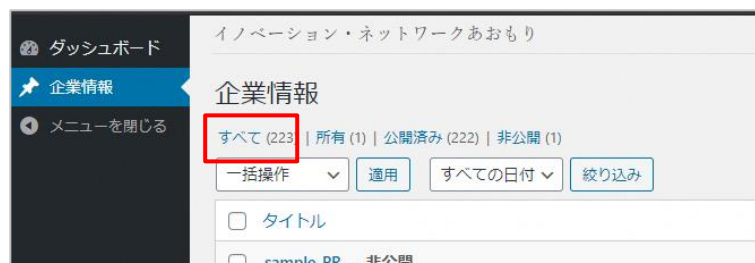 イノベーション・ネットワークあおもり
ダッシュボード
企業情報
メニューを閉じる
企業情報
すべて (223) | 所有 (1) | 公開済み (222) | 非公開 (1)
一括操作 適用 すべての日付 絞り込み
タイトル
sample_PR — 非公開